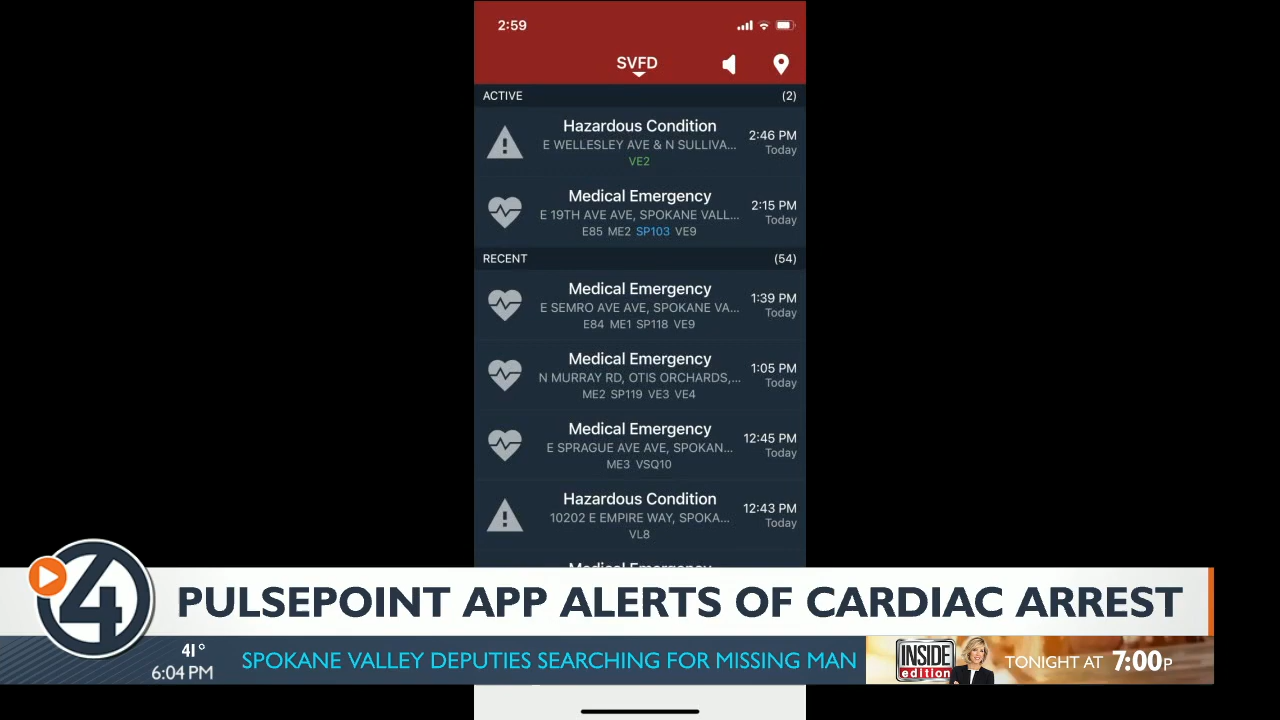 2:59
SVFD
ACTIVE (2)
Hazardous Condition
2:46 PM
E WELLESLEY AVE & N SULLIVA...
Today
VE2
Medical Emergency
2:15 PM
E 19TH AVE AVE, SPOKANE VALL...
Today
E85 ME2 SP103 VE9
RECENT (54)
Medical Emergency
1:39 PM
E SEMRO AVE AVE, SPOKANE VA...
Today
E84 ME1 SP118 VE9
Medical Emergency
1:05 PM
N MURRAY RD, OTIS ORCHARDS,...
Today
ME2 SP119 VE3 VE4
Medical Emergency
12:45 PM
E SPRAGUE AVE AVE, SPOKAN...
Today
ME3 VSQ10
Hazardous Condition
12:43 PM
10202 E EMPIRE WAY, SPOKA...
Today
VL8
Medical Emergency
4
PULSEPOINT APP ALERTS OF CARDIAC ARREST
41°
6:04 PM
SPOKANE VALLEY DEPUTIES SEARCHING FOR MISSING MAN
INSIDE
edition
TONIGHT AT 7:00P